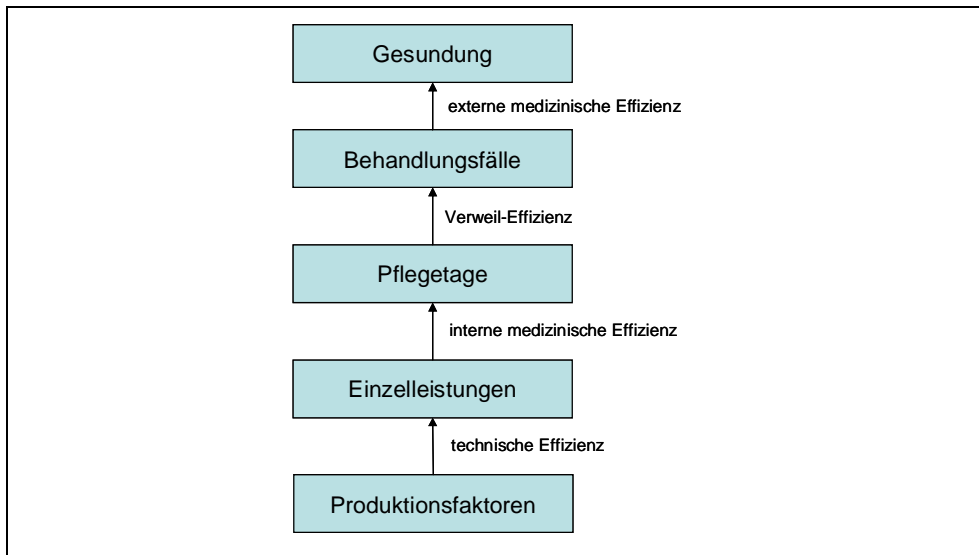 Gesundung
externe medizinische Effizienz
Behandlungsfälle
Verweil-Effizienz
Pflegetage
interne medizinische Effizienz
Einzelleistungen
technische Effizienz
Produktionsfaktoren